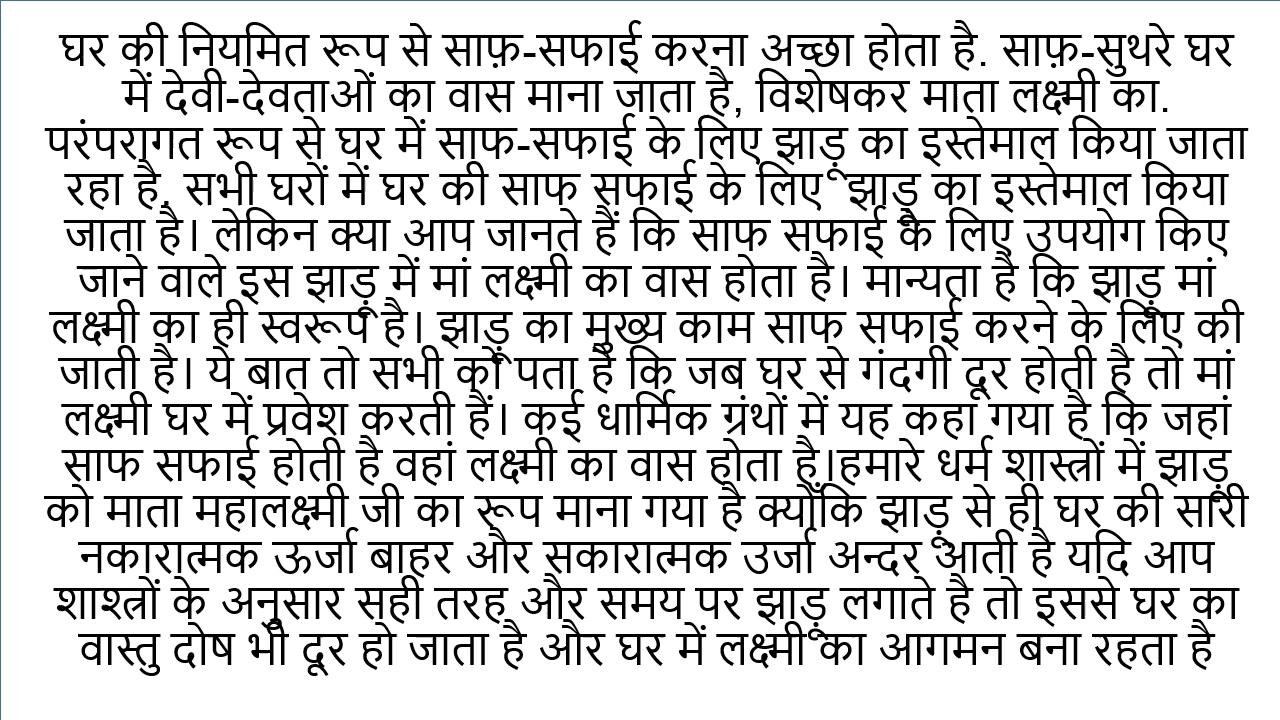 घर की नियमित रूप से साफ़-सफाई करना अच्छा होता है. साफ़-सुथरे घर
में देवी-देवताओं का वास माना जाता है, विशेषकर माता लक्ष्मी का.
परंपरागत रूप से घर में साफ-सफाई के लिए झाड़ू का इस्तेमाल किया जाता
रहा है. सभी घरों में घर की साफ सफाई के लिए  झाड़ू का इस्तेमाल किया
जाता है। लेकिन क्या आप जानते हैं कि साफ सफाई के लिए उपयोग किए
जाने वाले इस झाड़ू में मां लक्ष्मी का वास होता है। मान्यता है कि झाड़ू मां
लक्ष्मी का ही स्वरूप है। झाड़ू का मुख्य काम साफ सफाई करने के लिए की
जाती है। ये बात तो सभी को पता है कि जब घर से गंदगी दूर होती है तो मां
लक्ष्मी घर में प्रवेश करती हैं। कई धार्मिक ग्रंथों में यह कहा गया है कि जहां
साफ सफाई होती है वहां लक्ष्मी का वास होता है।हमारे धर्म शास्त्रों में झाड़ू
को माता महालक्ष्मी जी का रूप माना गया है क्योंकि झाड़ू से ही घर की सारी
नकारात्मक ऊर्जा बाहर और सकारात्मक उर्जा अन्दर आती है यदि आप
शाश्त्रों के अनुसार सही तरह और समय पर झाड़ू लगाते है तो इससे घर का
वास्तु दोष भी दूर हो जाता है और घर में लक्ष्मी का आगमन बना रहता है